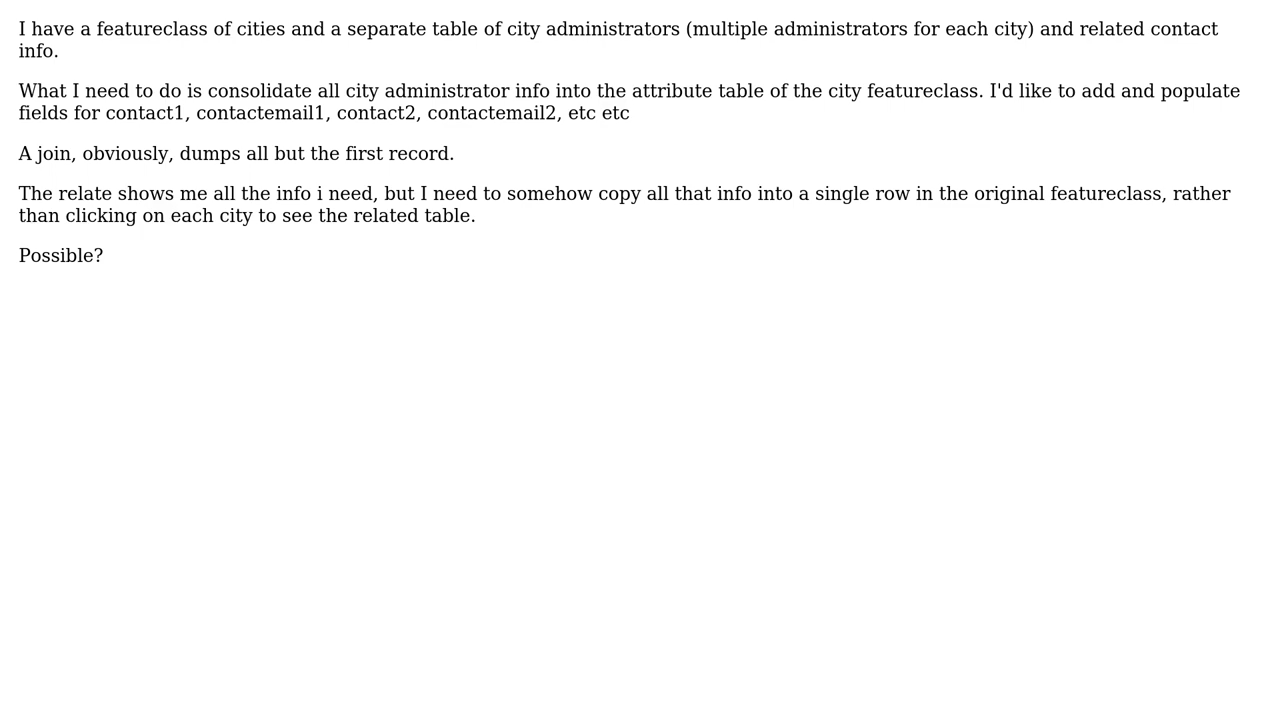 I have a featureclass of cities and a separate table of city administrators (multiple administrators for each city) and related contact
info.
What I need to do is consolidate all city administrator info into the attribute table of the city featureclass. I'd like to add and populate
fields for contact1, contactemail1, contact2, contactemail2, etc etc
A join, obviously, dumps all but the first record.
The relate shows me all the info i need, but I need to somehow copy all that info into a single row in the original featureclass, rather
than clicking on each city to see the related table.
Possible?